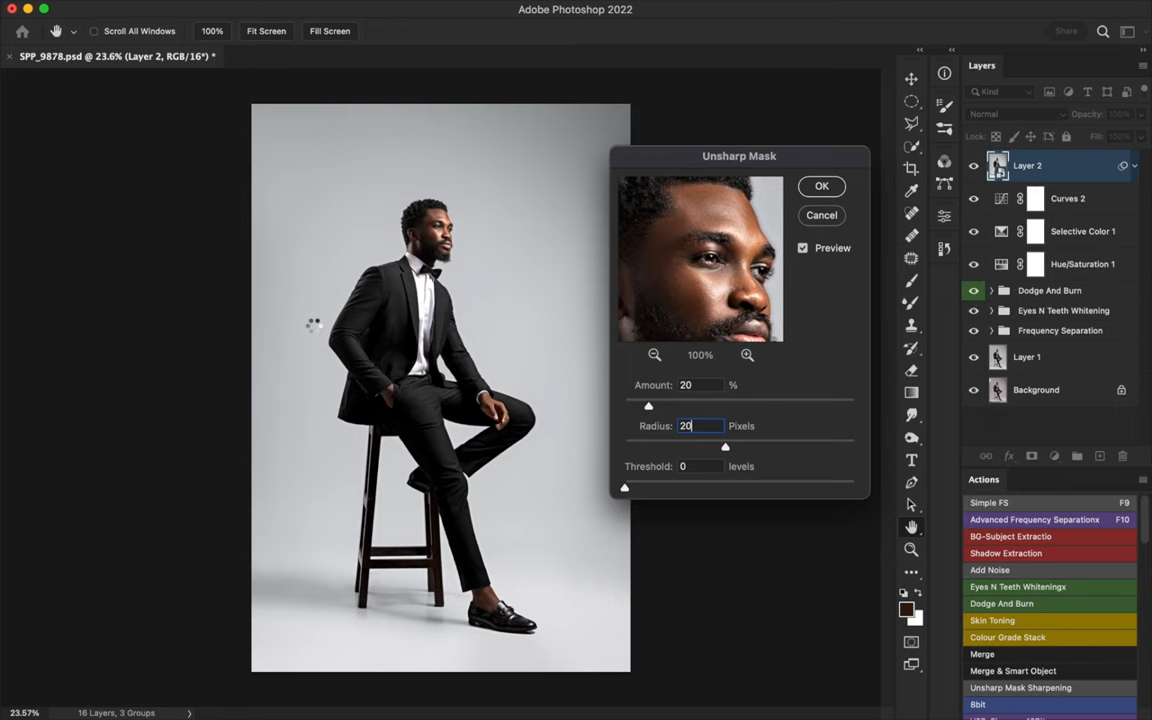 Adobe Photoshop 2022
Scroll All Windows
100%
Fit Screen
Fill Screen
Share
SPP_9878.psd @ 23.6% (Layer 2, RGB/16*) *
Layers
Kind
Normal
Opacity: 100%
Lock:
Fill: 100%
Layer 2
Curves 2
Selective Color 1
Hue/Saturation 1
Dodge And Burn
Eyes N Teeth Whitening
Frequency Separation
Layer 1
Background
Unsharp Mask
OK
Cancel
Preview
100%
Amount: 20 %
Radius: 20 Pixels
Threshold: 0 levels
Actions
Simple FS F9
Advanced Frequency Separationx F10
BG-Subject Extractio
Shadow Extraction
Add Noise
Eyes N Teeth Whiteningx
Dodge And Burn
Skin Toning
Colour Grade Stack
Merge
Merge & Smart Object
Unsharp Mask Sharpening
8bit
23.57%
16 Layers, 3 Groups